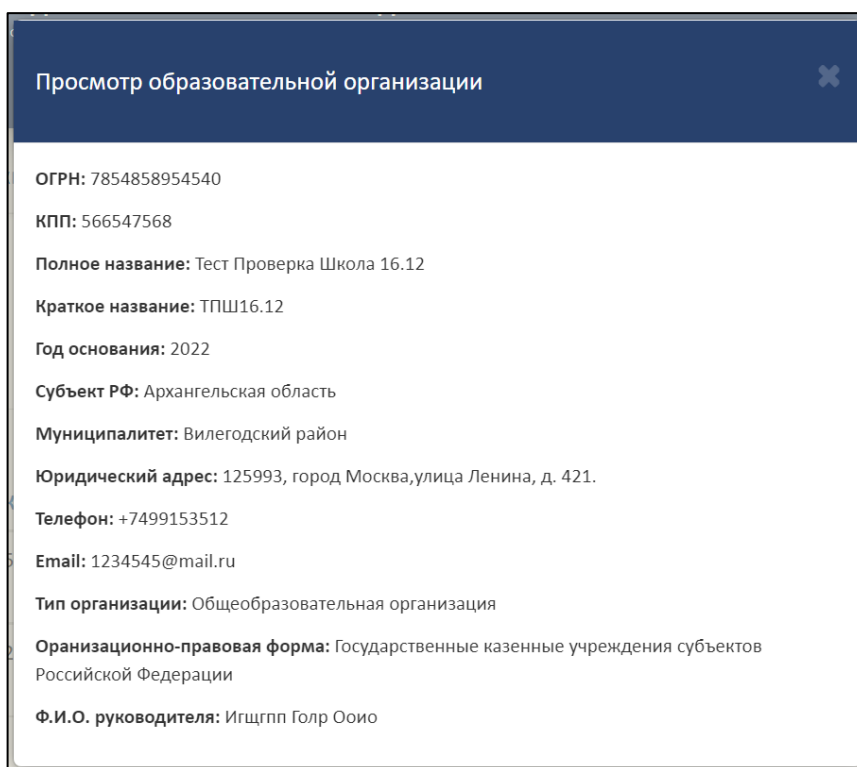 Просмотр образовательной организации
ОГРН: 7854858954540
КПП: 566547568
Полное название: Тест Проверка Школа 16.12
Краткое название: ТПШ16.12
Год основания: 2022
Субъект РФ: Архангельская область
Муниципалитет: Вилегодский район
Юридический адрес: 125993, город Москва,улица Ленина, д. 421.
Телефон: +7499153512
Email: 1234545@mail.ru
Тип организации: Общеобразовательная организация
Оранизационно-правовая форма: Государственные казенные учреждения субъектов
Российской Федерации
Ф.И.О. руководителя: Игщгпп Голр Ооио